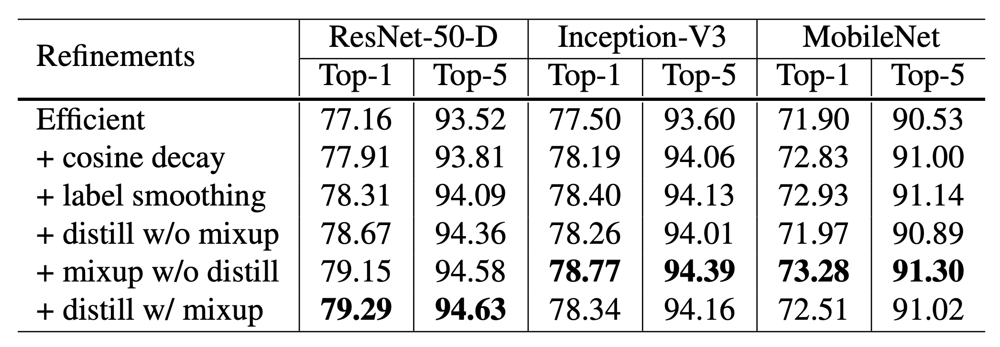 Refinements ResNet-50-D Inception-V3 MobileNet
Top-1 Top-5 Top-1 Top-5 Top-1 Top-5
Efficient 77.16 93.52 77.50 93.60 71.90 90.53
+ cosine decay 77.91 93.81 78.19 94.06 72.83 91.00
+ label smoothing 78.31 94.09 78.40 94.13 72.93 91.14
+ distill w/o mixup 78.67 94.36 78.26 94.01 71.97 90.89
+ mixup w/o distill 79.15 94.58 78.77 94.39 73.28 91.30
+ distill w/ mixup 79.29 94.63 78.34 94.16 72.51 91.02